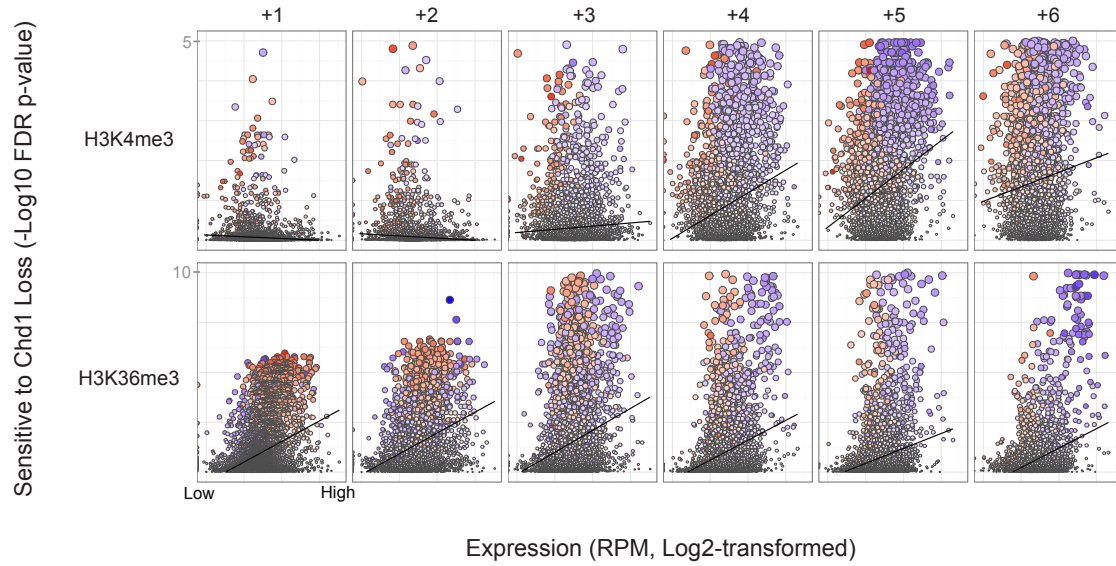 +1 +2 +3 +4 +5 +6
5
H3K4me3
10
H3K36me3
Low High
Sensitive to Chd1 Loss (-Log10 FDR p-value)
Expression (RPM, Log2-transformed)